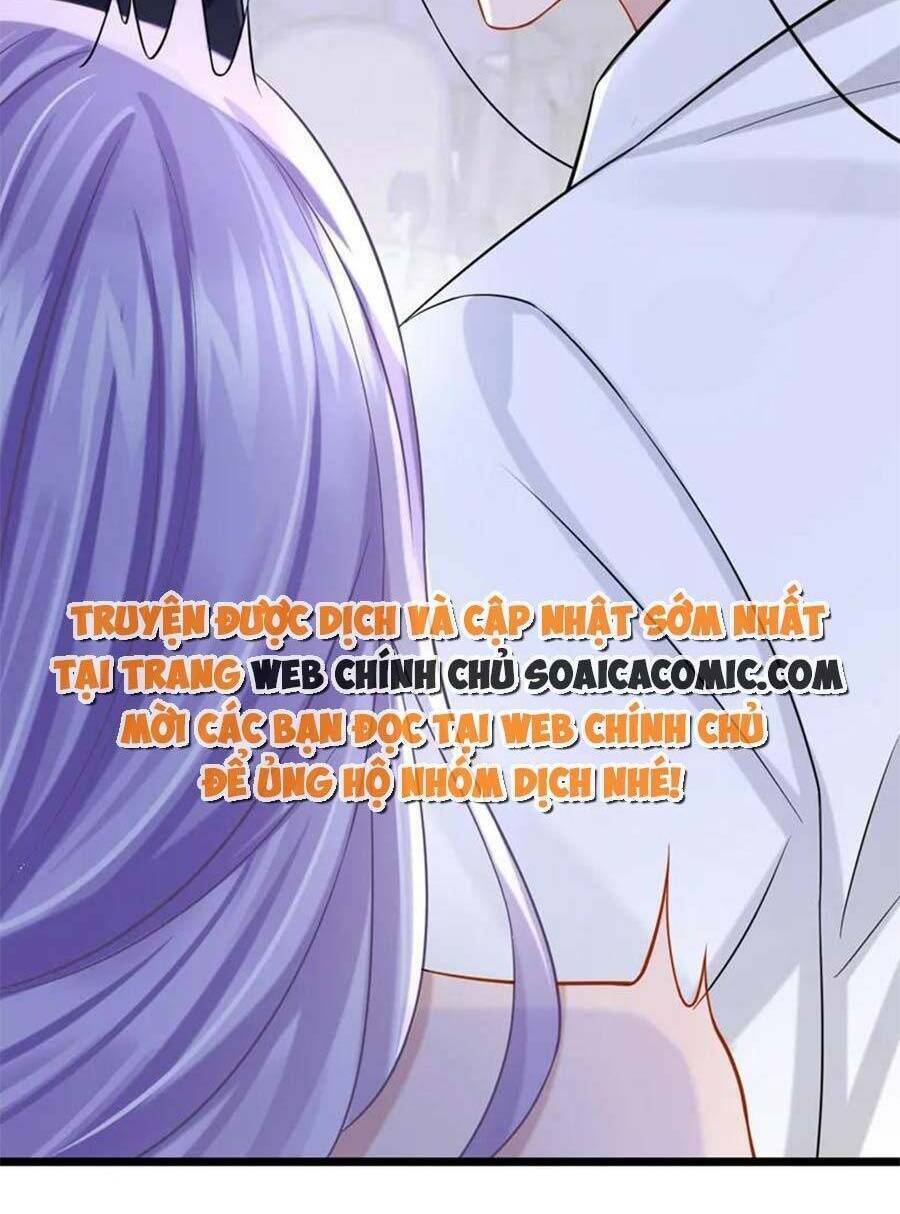 TRUYỆN ĐƯỢC DỊCH VÀ CẬP NHẬT SỚM NHẤT
TẠI TRANG WEB CHÍNH CHỦ SOAICACOMIC.COM
MỜI CÁC BẠN ĐỌC TẠI WEB CHÍNH CHỦ
ĐỂ ỦNG HỘ NHÓM DỊCH NHÉ!